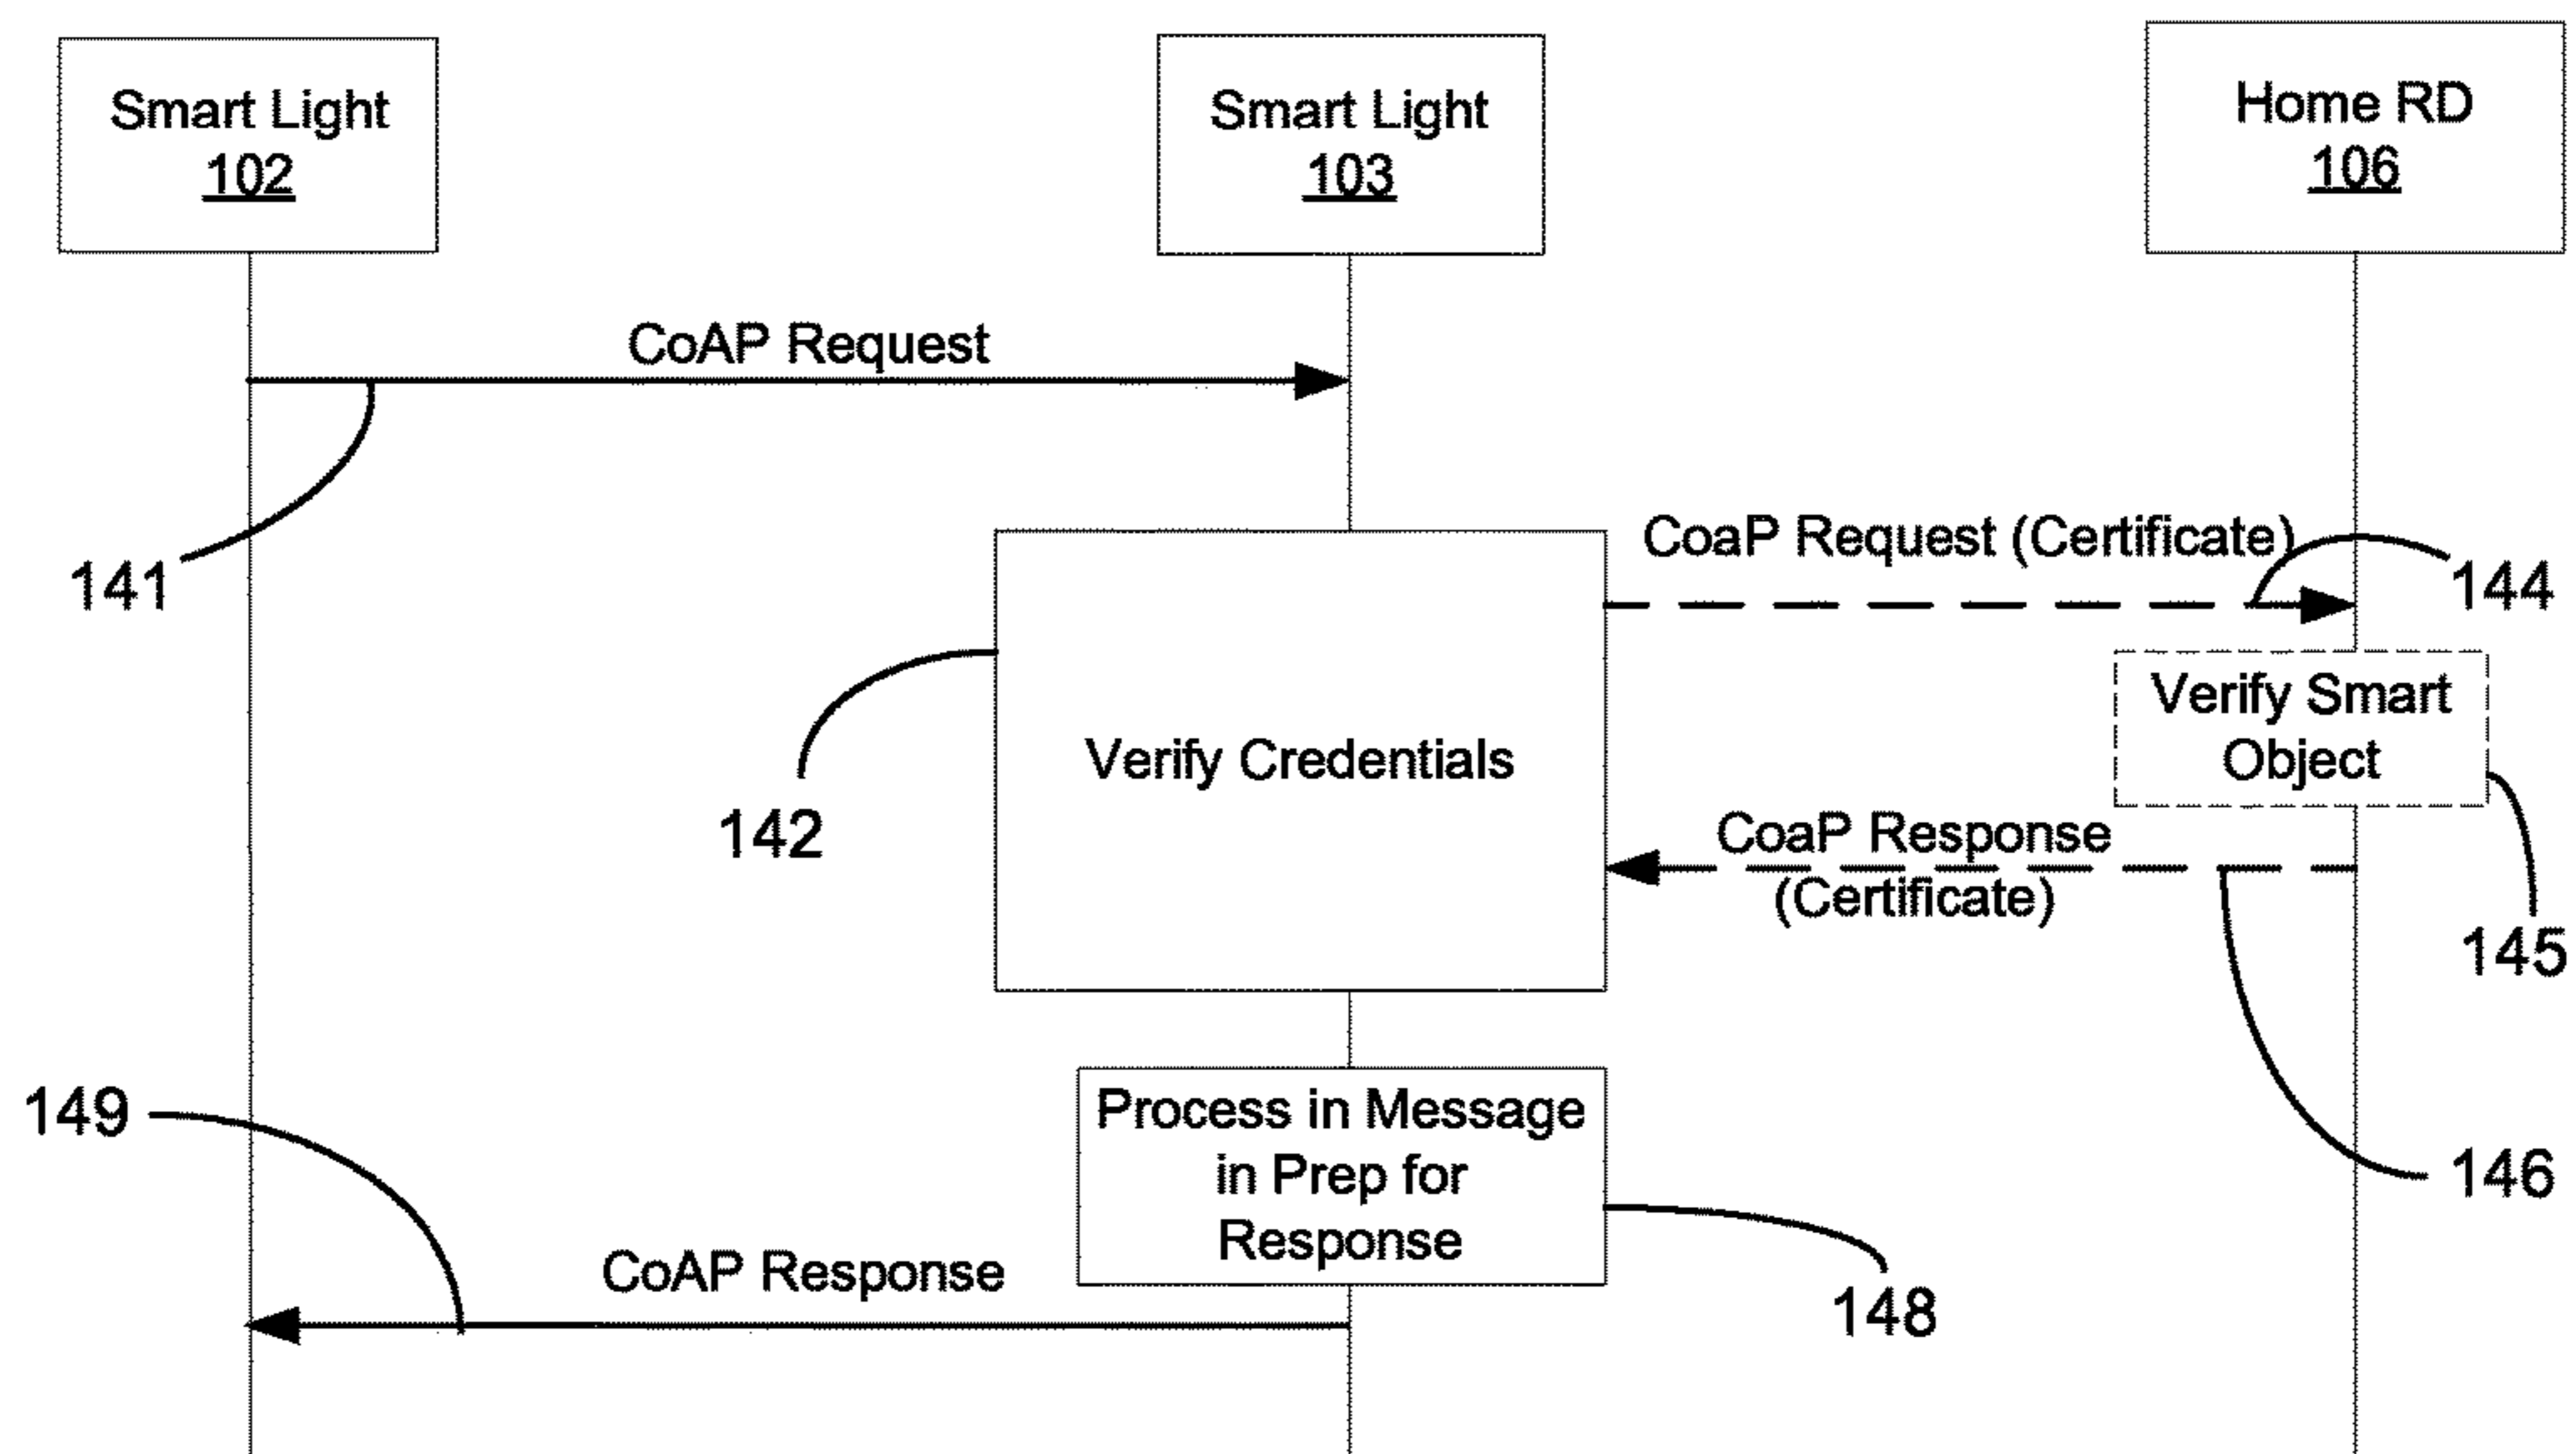 Smart Light
102
Smart Light
103
Home RD
106
CoAP Request
141
CoaP Request (Certificate)
144
Verify Smart
Object
145
Verify Credentials
142
CoaP Response
(Certificate)
146
Process in Message
in Prep for
Response
148
149
CoAP Response